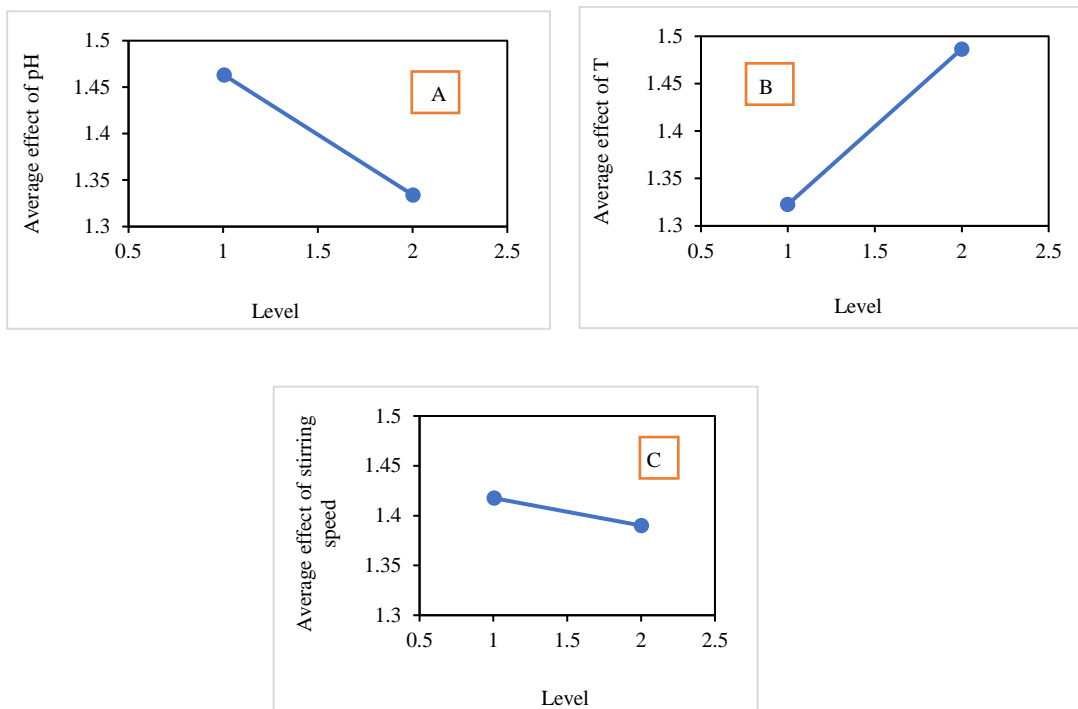 Average effect of pH
1.5
1.45
1.4
1.35
1.3
0.5 1 1.5 2 2.5
Level
A
Average effect of T
1.5
1.45
1.4
1.35
1.3
0.5 1 1.5 2 2.5
Level
B
Average effect of stirring
speed
1.5
1.45
1.4
1.35
1.3
0.5 1 1.5 2 2.5
Level
C